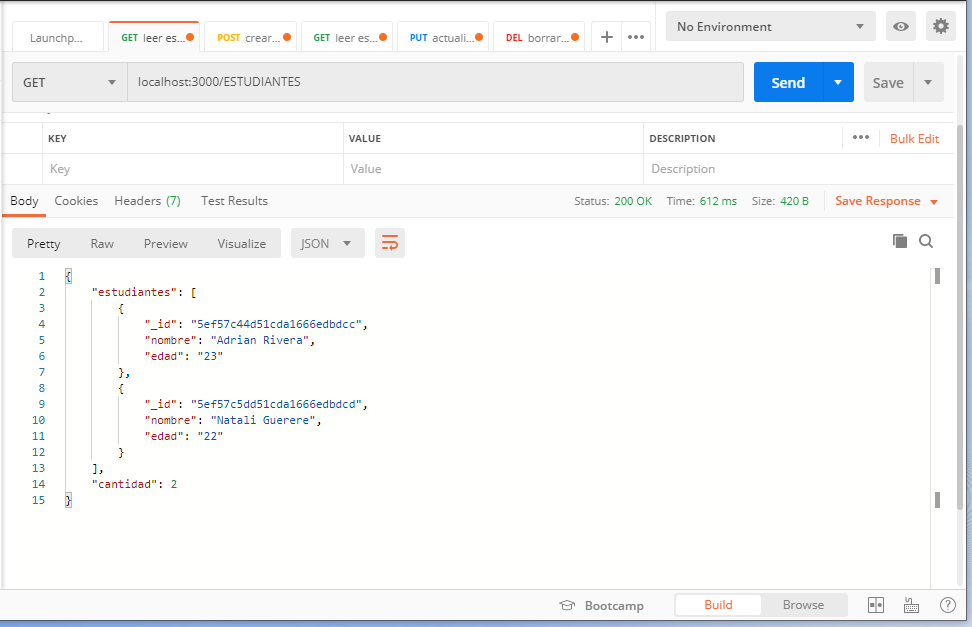 Launchp... GET leer es... POST crear... GET leer es... PUT actuali... DEL borrar... + ••• No Environment
GET localhost:3000/ESTUDIANTES Send Save
KEY VALUE DESCRIPTION ••• Bulk Edit
Key Value Description
Body Cookies Headers (7) Test Results Status: 200 OK Time: 612 ms Size: 420 B Save Response
Pretty Raw Preview Visualize JSON
1 {
2 "estudiantes": [
3 {
4 "_id": "5ef57c44d51cda1666edbdcc",
5 "nombre": "Adrian Rivera",
6 "edad": "23"
7 },
8 {
9 "_id": "5ef57c5dd51cda1666edbdcd",
10 "nombre": "Natali Guerere",
11 "edad": "22"
12 }
13 ],
14 "cantidad": 2
15 }
Bootcamp Build Browse ?